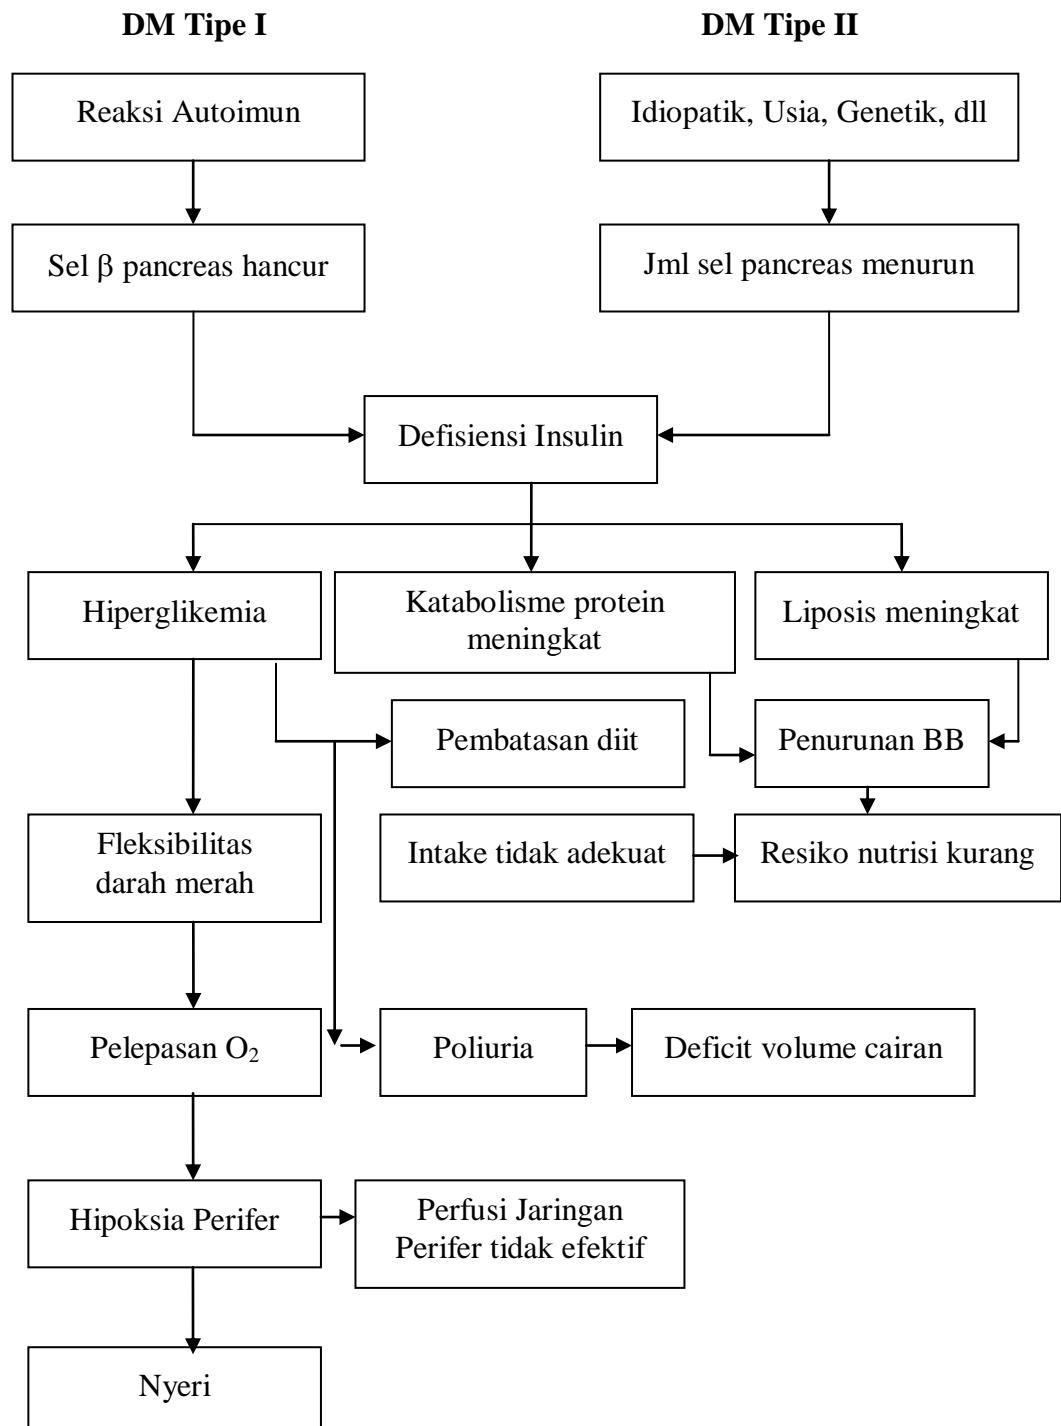 DM Tipe I
DM Tipe II
Reaksi Autoimun
Idiopatik, Usia, Genetik, dll
Sel β pancreas hancur
Jml sel pancreas menurun
Defisiensi Insulin
Hiperglikemia
Katabolisme protein
meningkat
Liposis meningkat
Pembatasan diit
Penurunan BB
Fleksibilitas
darah merah
Intake tidak adekuat
Resiko nutrisi kurang
Pelepasan O₂
Poliuria
Deficit volume cairan
Hipoksia Perifer
Perfusi Jaringan
Perifer tidak efektif
Nyeri